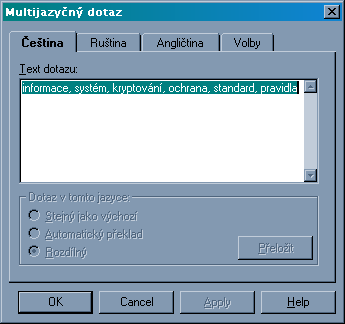 Multijazyčný dotaz
Čeština Ruština Angličtina Volby
Text dotazu:
informace, systém, kryptování, ochrana, standard, pravidla
Dotaz v tomto jazyce:
Stejný jako výchozí
Automatický překlad
Rozdílný
Přeložit
OK Cancel Apply Help